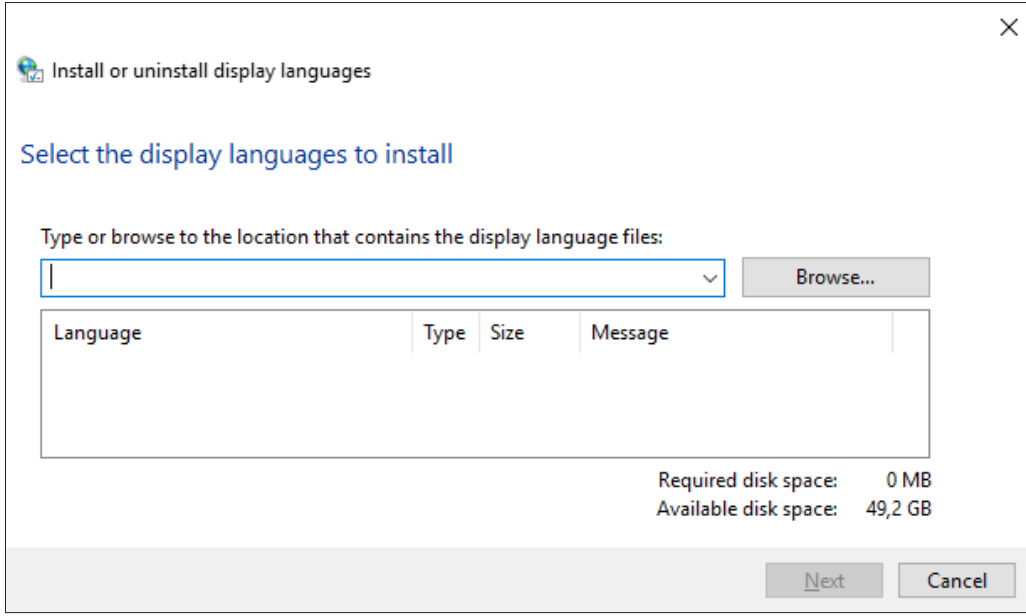 Install or uninstall display languages
Select the display languages to install
Type or browse to the location that contains the display language files:
Browse...
Language Type Size Message
Required disk space: 0 MB
Available disk space: 49,2 GB
Next Cancel